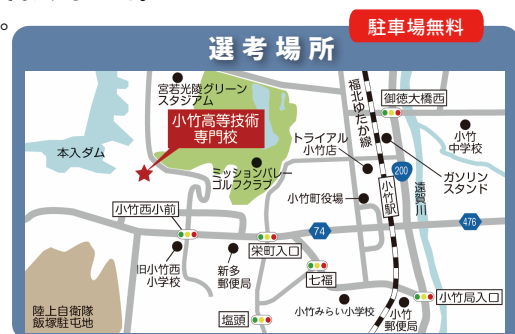 。
駐車場無料
選考場所
宮若光陵グリーン
スタジアム
小竹高等技術
専門校
本入ダム
ミッションバレー
ゴルフクラブ
トライアル
小竹店
福北ゆたか線
御徳大橋西
小竹
中学校
ガソリン
スタンド
200
遠賀川
小竹駅
小竹町役場
小竹西小前
74
476
旧小竹西
小学校
新多
郵便局
栄町入口
七福
塩頭
小竹みらい小学校
小竹
郵便局
小竹局入口
陸上自衛隊
飯塚駐屯地